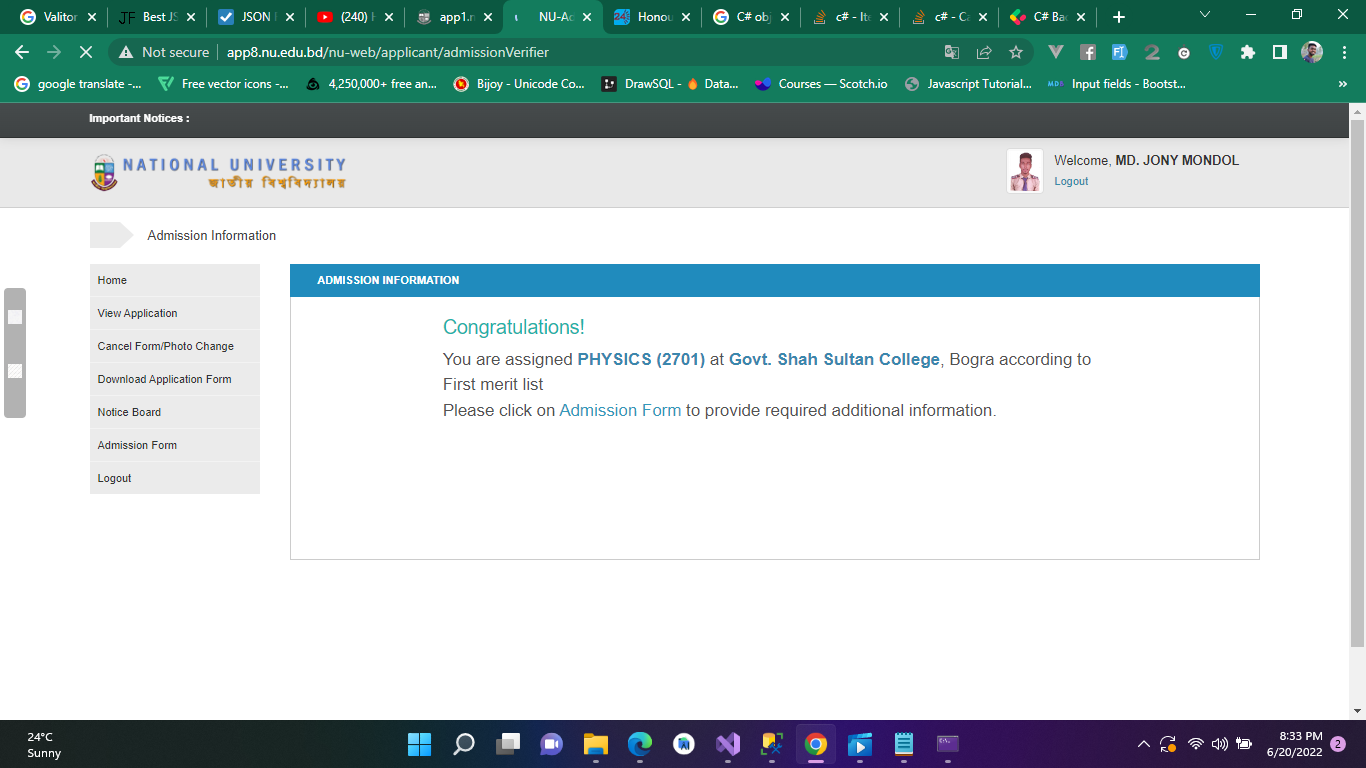 Valitor
Best JS
JSON
(240)
app1.n
NU-Ad
Honou
C# obj
c# - Ite
c# - Ca
C# Bac
Not secure
app8.nu.edu.bd/nu-web/applicant/admissionVerifier
google translate -...
Free vector icons -...
4,250,000+ free an...
Bijoy - Unicode Co...
DrawSQL - Data...
Courses — Scotch.io
Javascript Tutorial...
Input fields - Bootst...
Important Notices :
NATIONAL UNIVERSITY
জাতীয় বিশ্ববিদ্যালয়
Welcome, MD. JONY MONDOL
Logout
Admission Information
Home
View Application
Cancel Form/Photo Change
Download Application Form
Notice Board
Admission Form
Logout
ADMISSION INFORMATION
Congratulations!
You are assigned PHYSICS (2701) at Govt. Shah Sultan College, Bogra according to
First merit list
Please click on Admission Form to provide required additional information.
24°C
Sunny
8:33 PM
6/20/2022
2